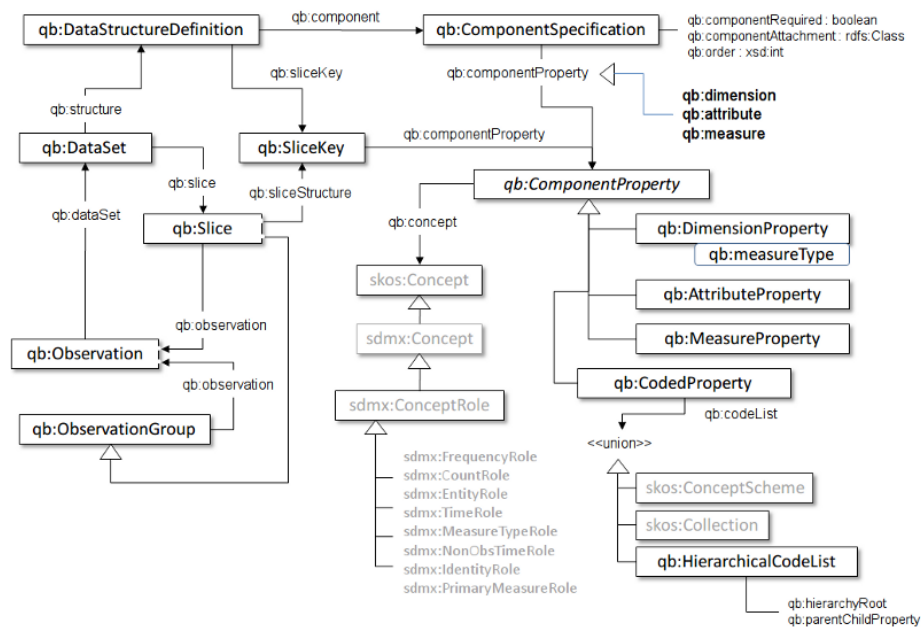 qb:component
qb:DataStructureDefinition
qb:ComponentSpecification
qb:componentRequired : boolean
qb:componentAttachment : rdfs:Class
qb:order : xsd:int
qb:sliceKey
qb:componentProperty
qb:structure
qb:dimension
qb:attribute
qb:measure
qb:DataSet
qb:SliceKey
qb:componentProperty
qb:slice
qb:sliceStructure
qb:ComponentProperty
qb:dataSet
qb:Slice
qb:concept
qb:DimensionProperty
qb:measureType
skos:Concept
qb:AttributeProperty
qb:observation
sdmx:Concept
qb:MeasureProperty
qb:Observation
qb:observation
qb:CodedProperty
sdmx:ConceptRole
qb:codeList
qb:ObservationGroup
<<union>>
sdmx:FrequencyRole
sdmx:CountRole
sdmx:EntityRole
sdmx:TimeRole
sdmx:MeasureTypeRole
sdmx:NonObsTimeRole
sdmx:IdentityRole
sdmx:PrimaryMeasureRole
skos:ConceptScheme
skos:Collection
qb:HierarchicalCodeList
qb:hierarchyRoot
qb:parentChildProperty